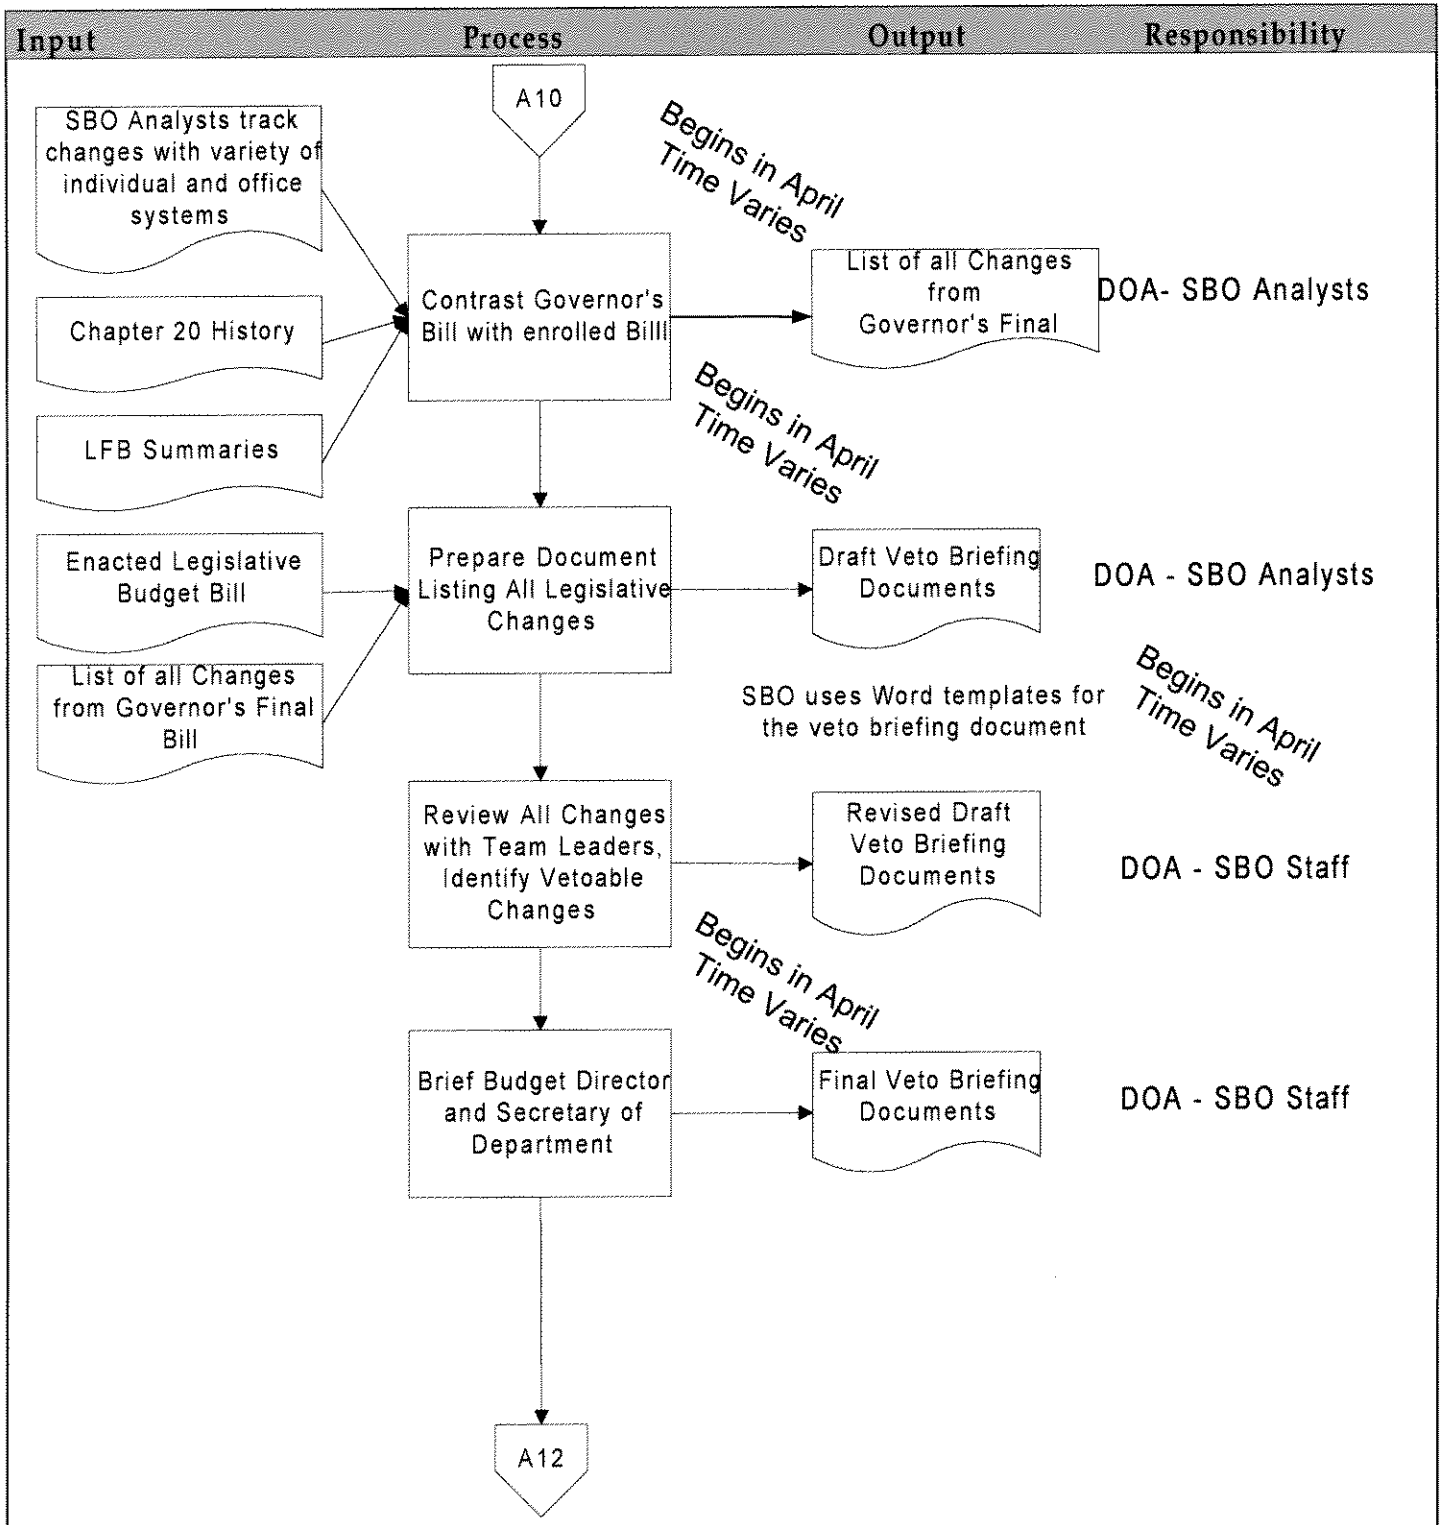 Input Process Output Responsibility
A10
SBO Analysts track
changes with variety of
individual and office
systems
Begins in April
Time Varies
Chapter 20 History
LFB Summaries
Contrast Governor's
Bill with enrolled Billl
List of all Changes
from
Governor's Final
DOA- SBO Analysts
Begins in April
Time Varies
Enacted Legislative
Budget Bill
List of all Changes
from Governor's Final
Bill
Prepare Document
Listing All Legislative
Changes
Draft Veto Briefing
Documents
DOA - SBO Analysts
SBO uses Word templates for
the veto briefing document
Begins in April
Time Varies
Review All Changes
with Team Leaders,
Identify Vetoable
Changes
Revised Draft
Veto Briefing
Documents
DOA - SBO Staff
Begins in April
Time Varies
Brief Budget Director
and Secretary of
Department
Final Veto Briefing
Documents
DOA - SBO Staff
A12